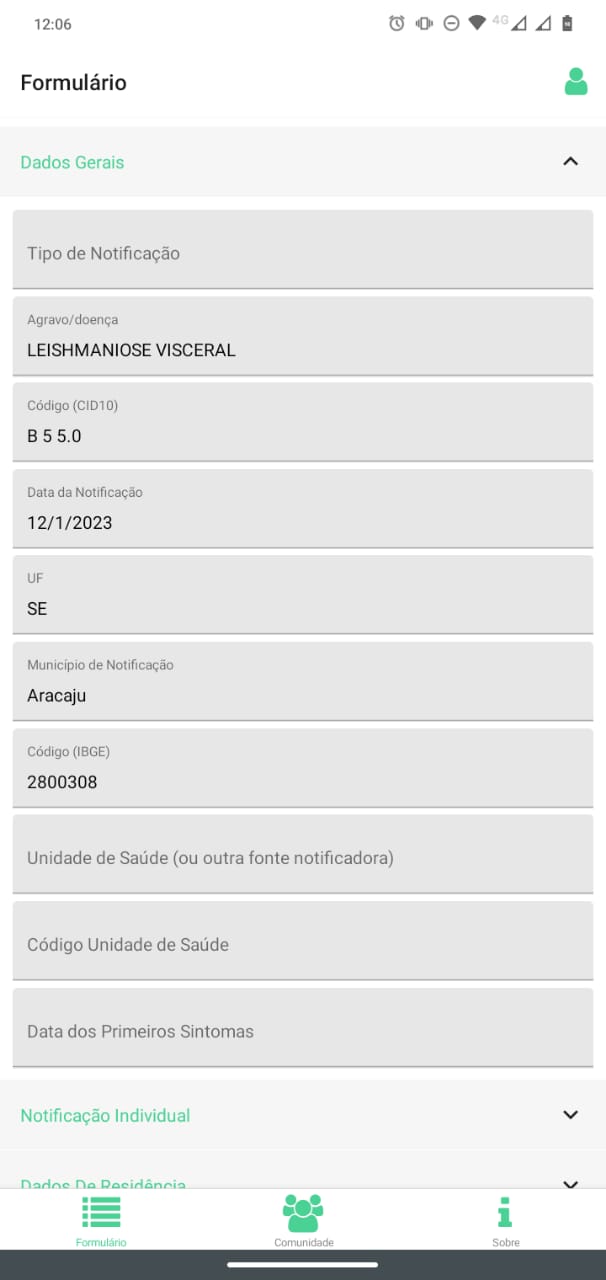 12:06
4G
Formulário
Dados Gerais
Tipo de Notificação
Agravo/doença
LEISHMANIOSE VISCERAL
Código (CID10)
B 5 5.0
Data da Notificação
12/1/2023
UF
SE
Município de Notificação
Aracaju
Código (IBGE)
2800308
Unidade de Saúde (ou outra fonte notificadora)
Código Unidade de Saúde
Data dos Primeiros Sintomas
Notificação Individual
Dados De Residência
Formulário
Comunidade
Sobre